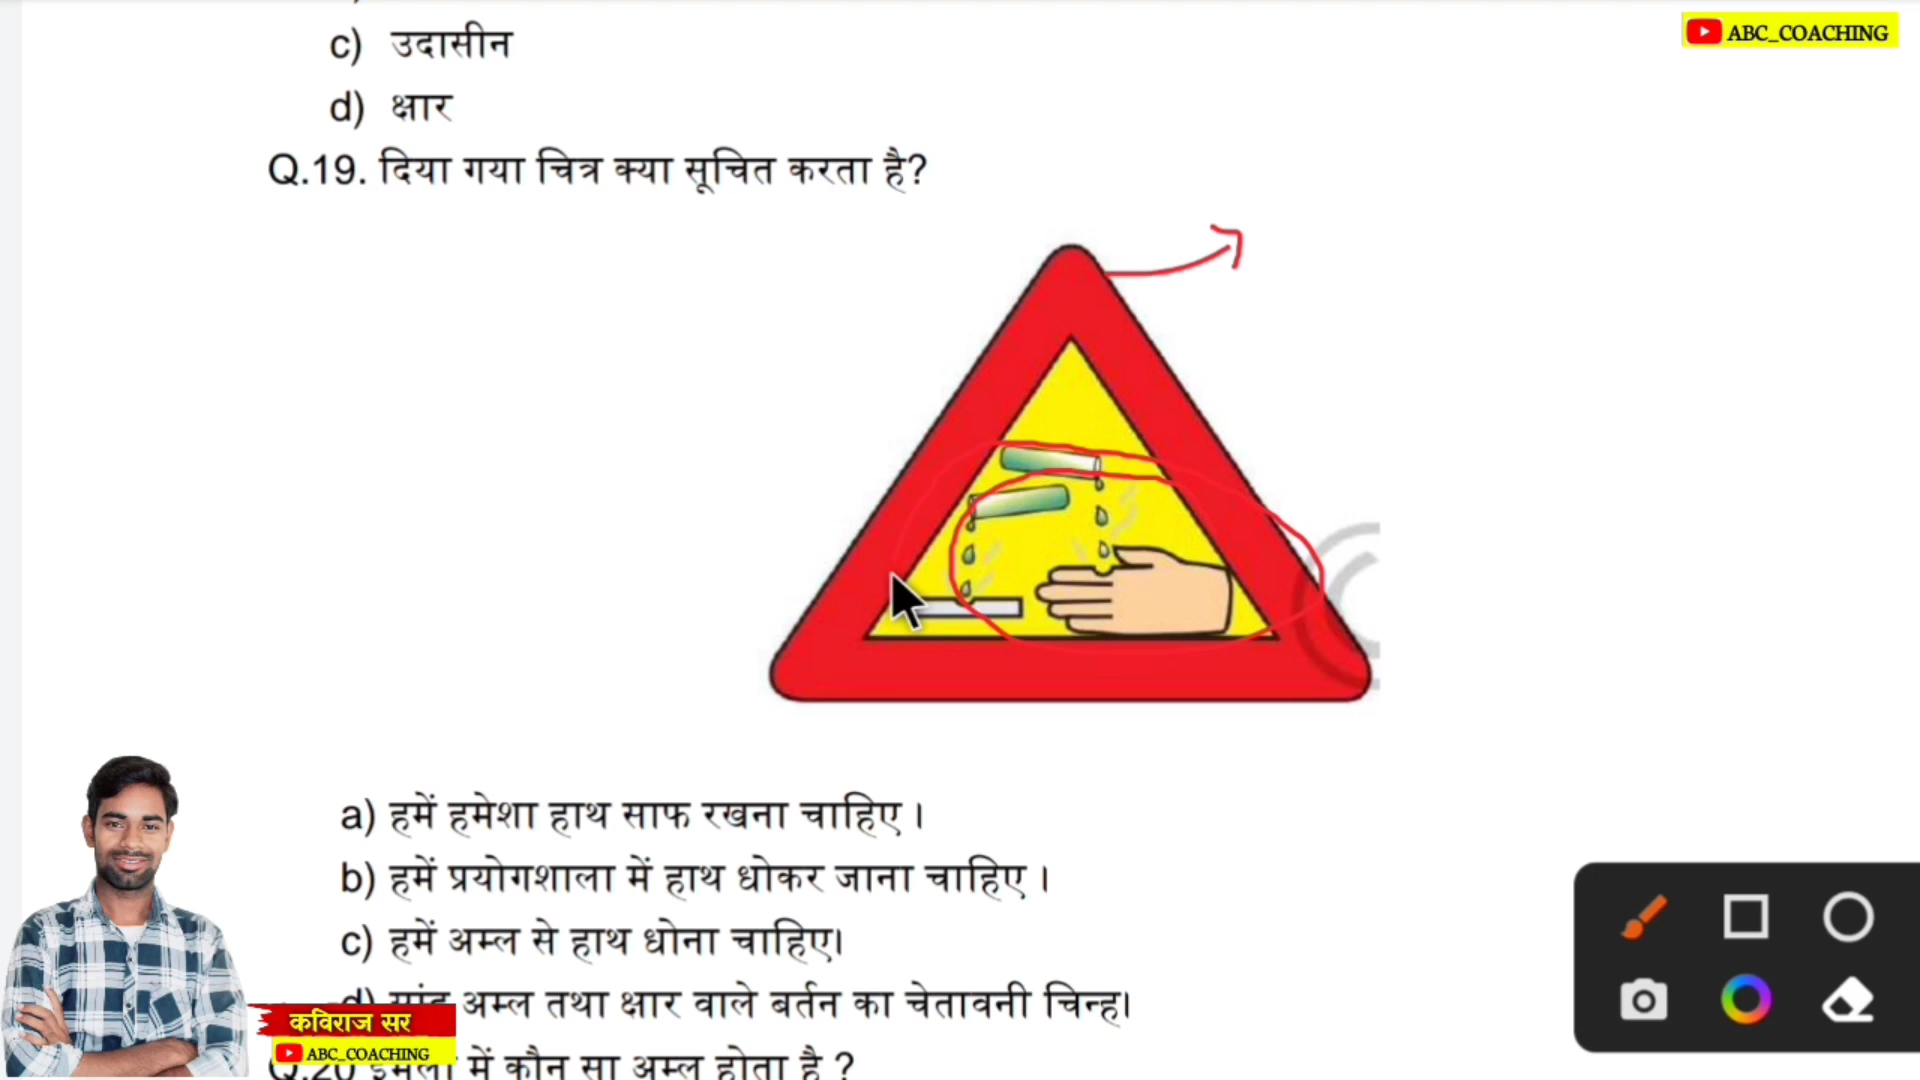 c) उदासीन
ABC_COACHING
d) क्षार
Q.19. दिया गया चित्र क्या सूचित करता है?
a) हमें हमेशा हाथ साफ रखना चाहिए ।
b) हमें प्रयोगशाला में हाथ धोकर जाना चाहिए ।
c) हमें अम्ल से हाथ धोना चाहिए।
अम्ल तथा क्षार वाले बर्तन का चेतावनी चिन्ह।
कविराज सर
ABC_COACHING
में कौन सा अम्ल होता है ?